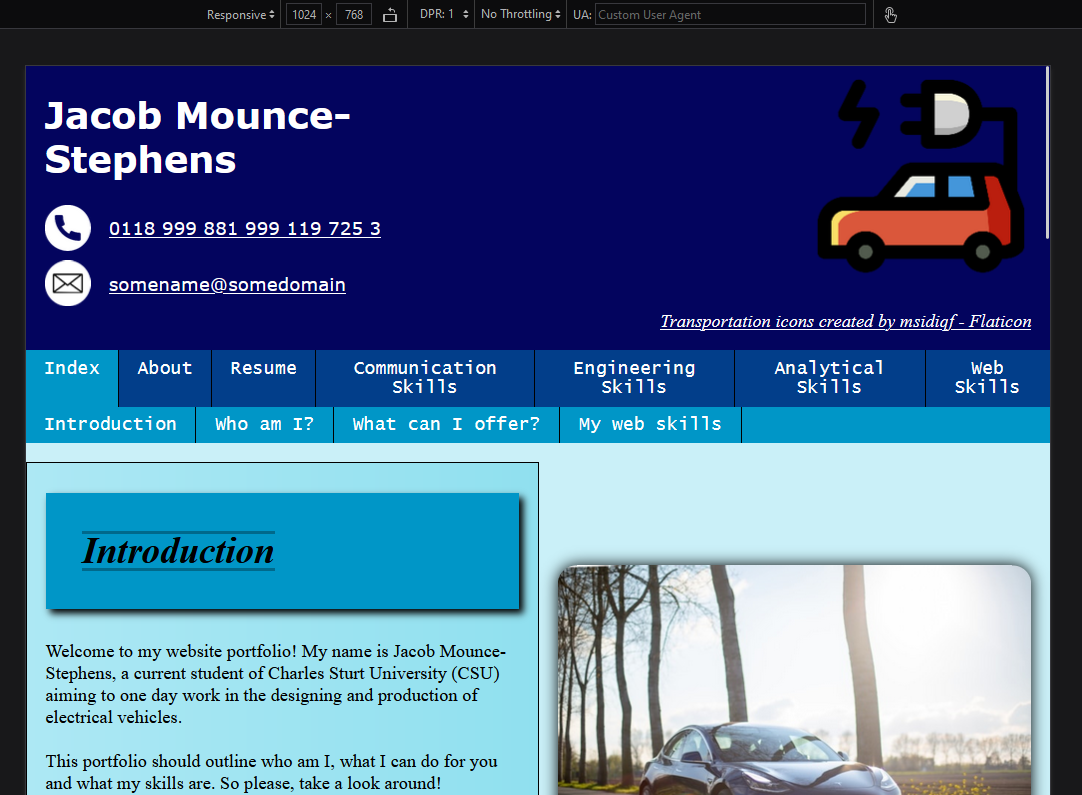 Responsive 1024 × 768 DPR: 1 No Throttling UA: Custom User Agent
Jacob Mounce-
Stephens
0118 999 881 999 119 725 3
somename@somedomain
Transportation icons created by msidiqf - Flaticon
Index About Resume Communication Skills Engineering Skills Analytical Skills Web Skills
Introduction Who am I? What can I offer? My web skills
Introduction
Welcome to my website portfolio! My name is Jacob Mounce-
Stephens, a current student of Charles Sturt University (CSU)
aiming to one day work in the designing and production of
electrical vehicles.
This portfolio should outline who am I, what I can do for you
and what my skills are. So please, take a look around!